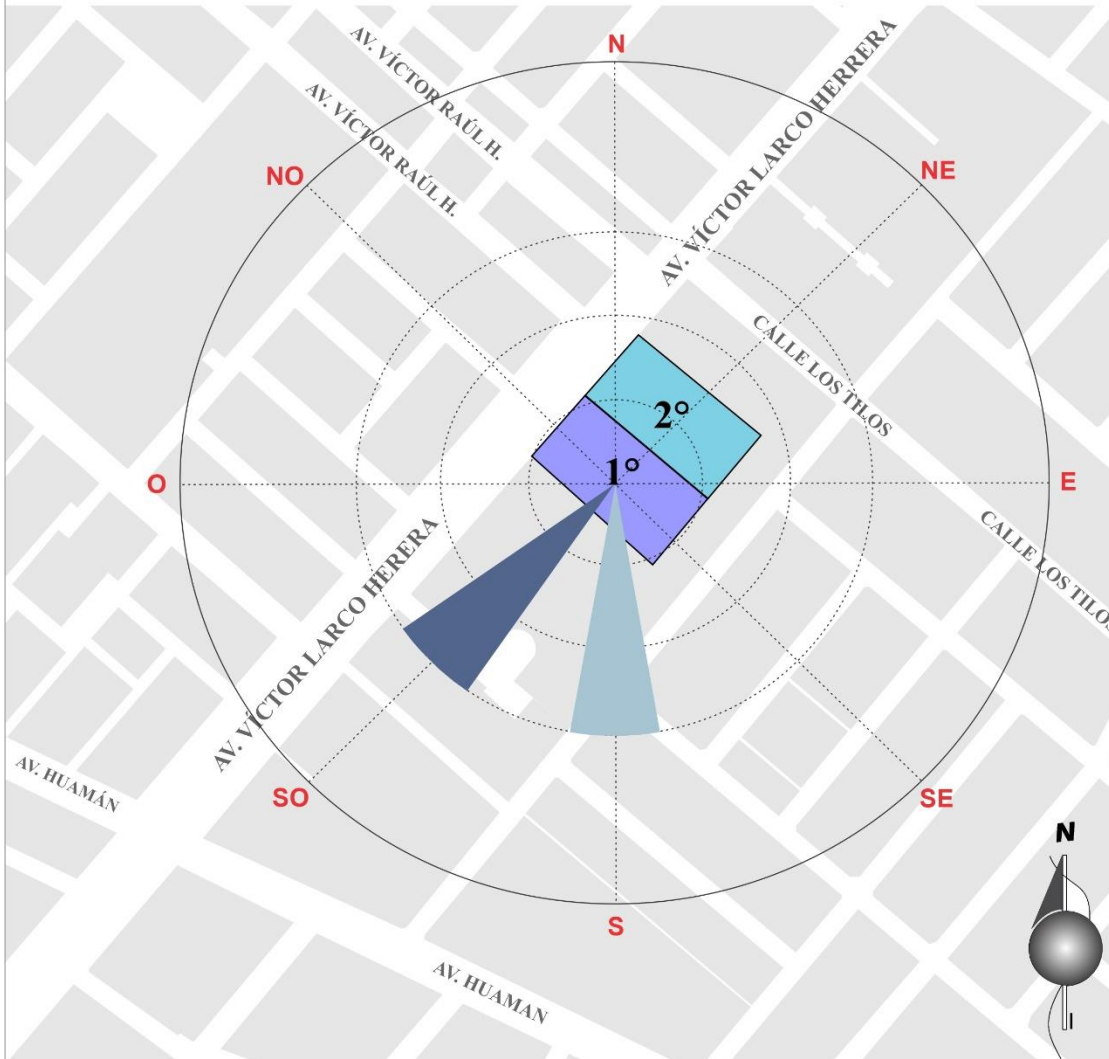 AV. VÍCTOR RAÚL H.
AV. VÍCTOR RAÚL H.
N
AV. VÍCTOR LARCO HERRERA
NO
NE
CALLE LOS TILOS
2°
1°
O
E
CALLE LOS TILOS
AV. VÍCTOR LARCO HERERA
AV. HUAMÁN
SO
SE
S
N
AV. HUAMAN